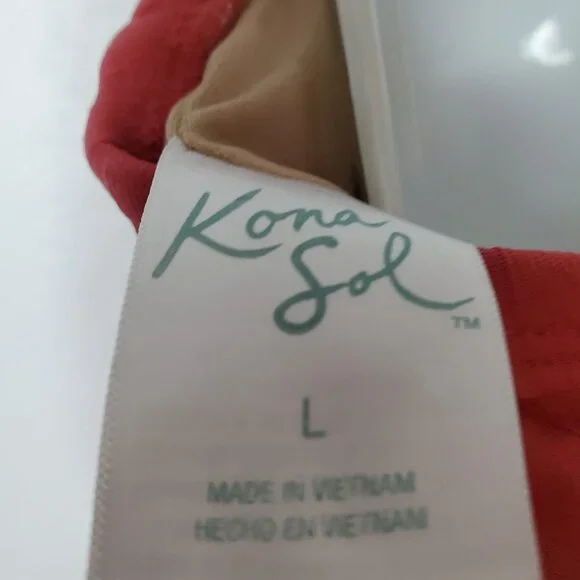 Kona
Sol
TM
L
MADE IN VIETNAM
HECHO EN VIETNAM